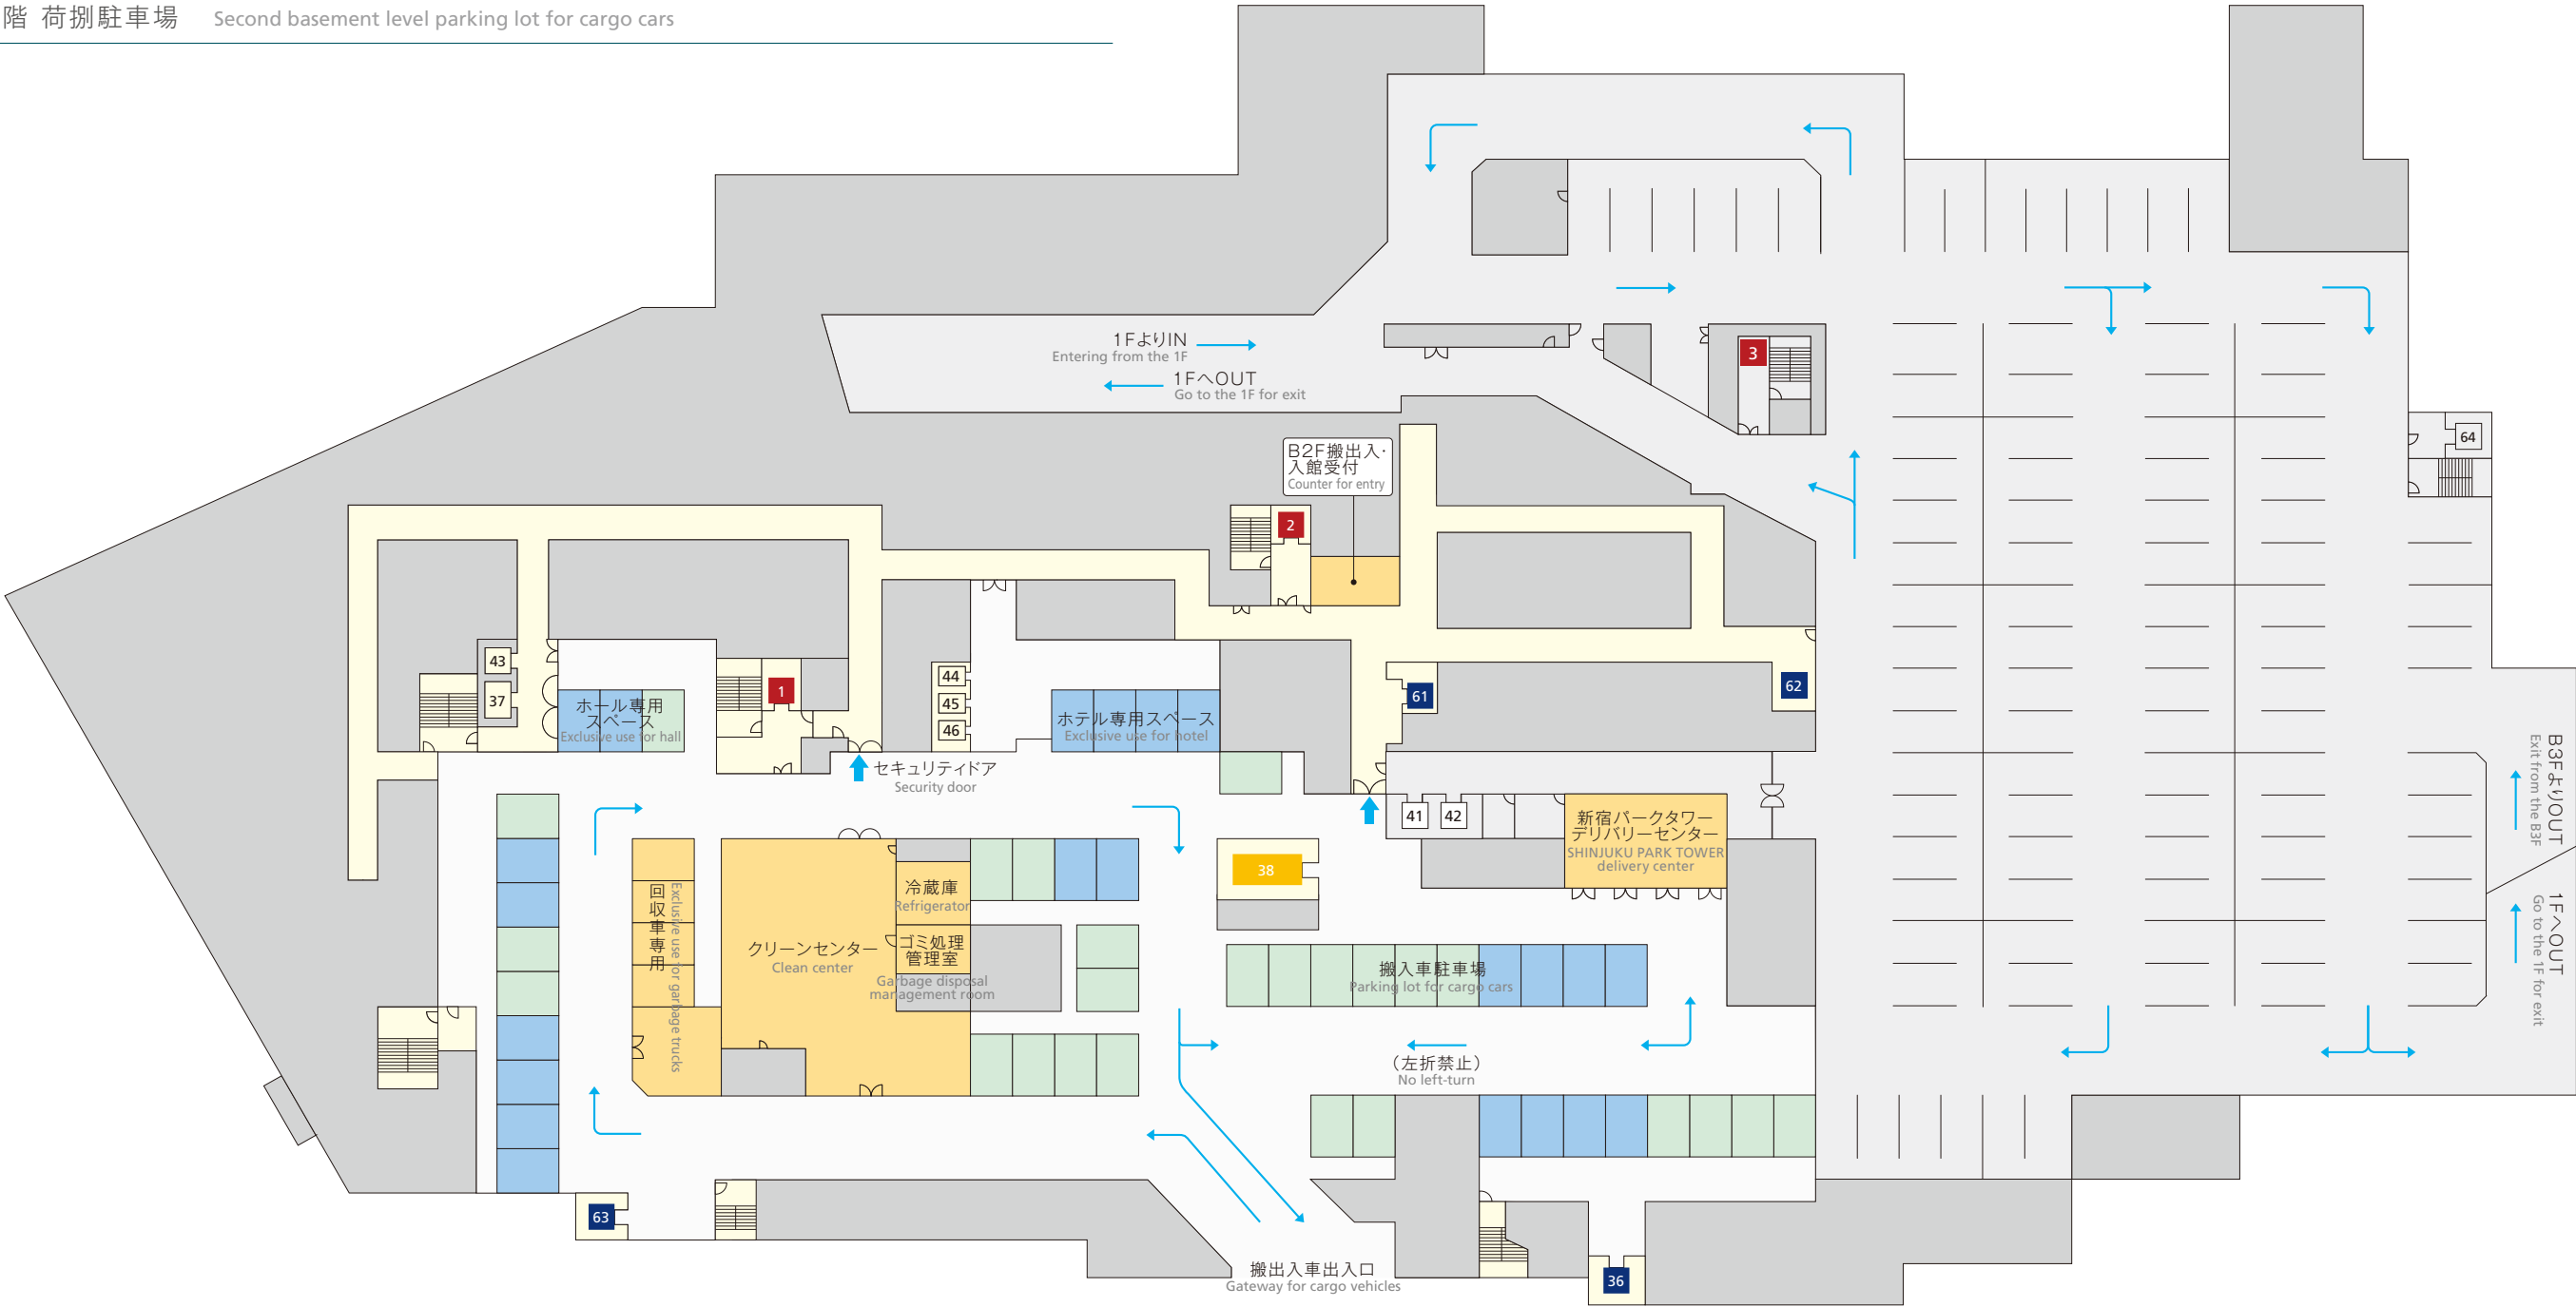 階 荷捌駐車場 Second basement level parking lot for cargo cars
1FよりIN
Entering from the 1F
1FへOUT
Go to the 1F for exit
3
64
B2F搬出入・
入館受付
Counter for entry
2
43
37
1
44
45
46
61
62
ホール専用
スペース
Exclusive use for hall
ホテル専用スペース
Exclusive use for hotel
セキュリティドア
Security door
B3FよりOUT
Exit from the B3F
1FへOUT
Go to the 1F for exit
41
42
新宿パークタワー
デリバリーセンター
SHINJUKU PARK TOWER
delivery center
38
回収車専用
Exclusive use for garbage trucks
クリーンセンター
Clean center
冷蔵庫
Refrigerator
ゴミ処理
管理室
Garbage disposal
management room
搬入車駐車場
Parking lot for cargo cars
（左折禁止）
No left-turn
63
搬出入車出入口
Gateway for cargo vehicles
36